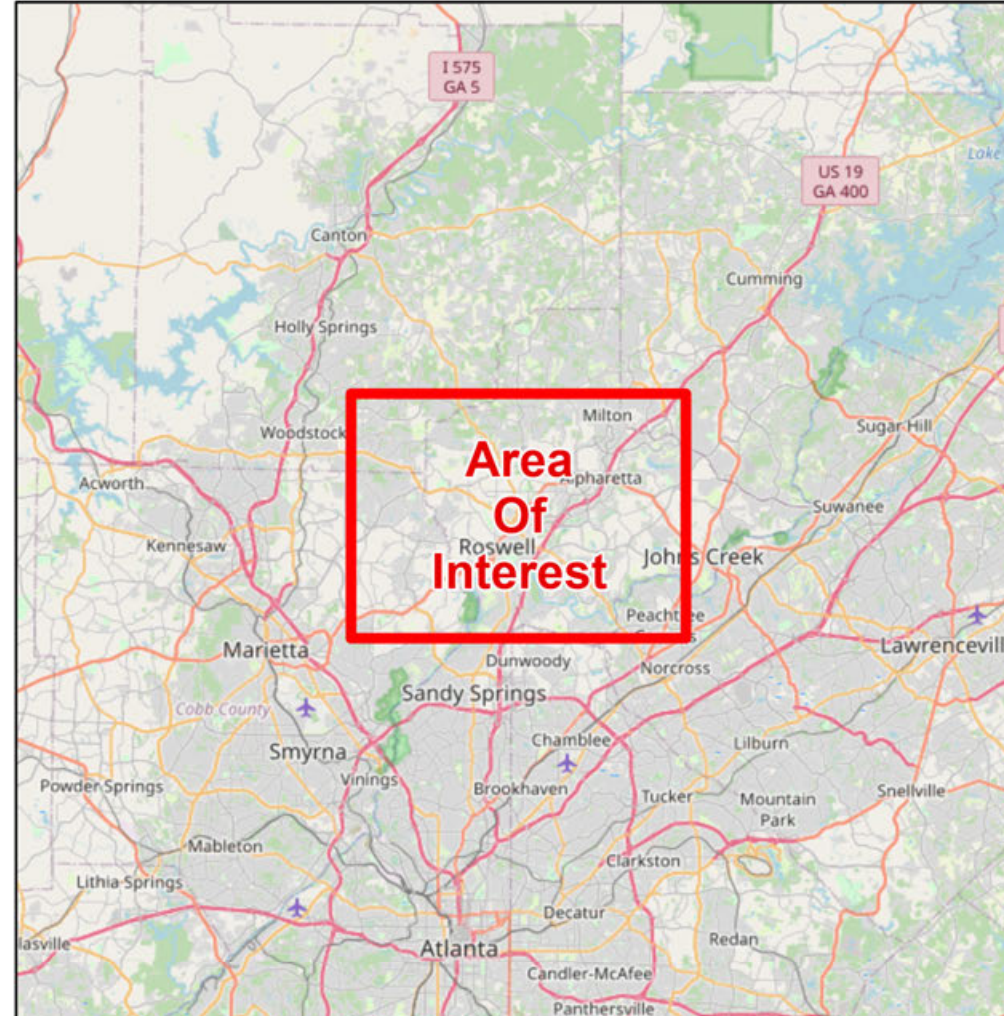 I 575
GA 5
US 19
GA 400
Lake
Canton
Cumming
Holly Springs
Milton
Woodstock
Sugar Hill
Area
Alpharetta
Acworth
Of
Suwanee
Kennesaw
Roswell
Johns Creek
Interest
Peachtree
Marietta
Lawrencevill
Dunwoody
Norcross
Sandy Springs
Cobb County
Chamblee
Lilburn
Smyrna
Vinings
Powder Springs
Brookhaven
Tucker
Mountain
Park
Snellville
Mableton
Clarkston
Lithia Springs
Decatur
lasville
Atlanta
Redan
Candler-McAfee
Panthersville